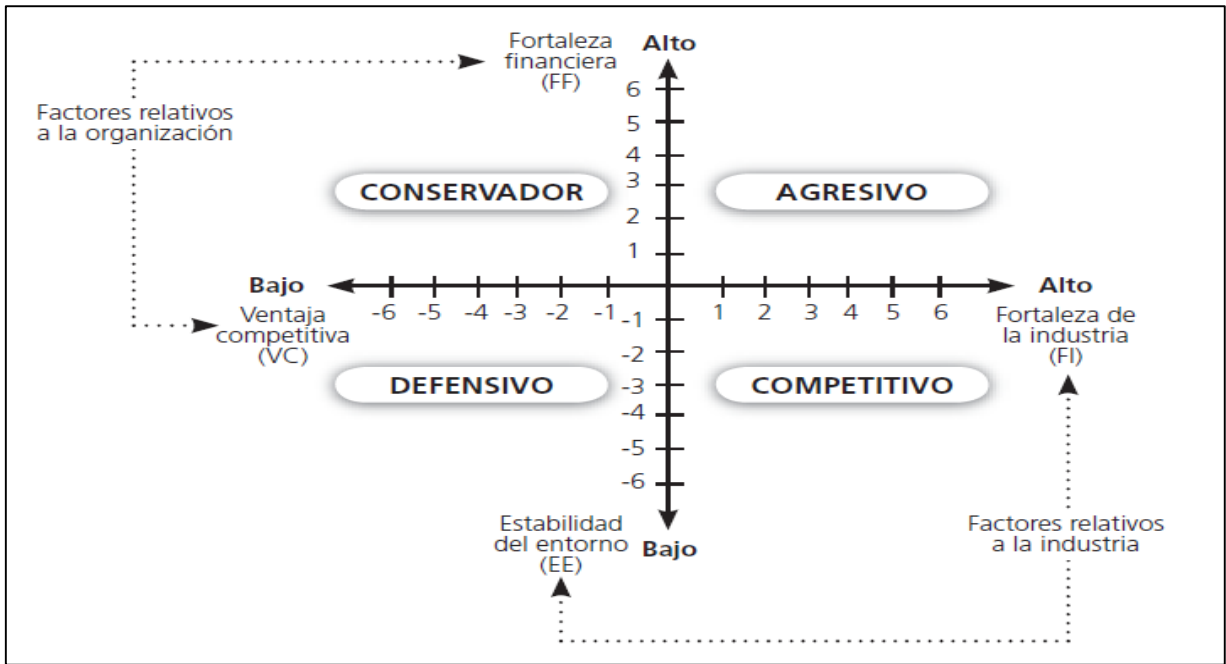 Fortaleza
financiera
(FF)
Alto
Factores relativos
a la organización
6
5
4
3
2
1
CONSERVADOR
AGRESIVO
Bajo
Alto
-6 -5 -4 -3 -2 -1 1 2 3 4 5 6
Ventaja
competitiva
(VC)
Fortaleza de
la industria
(FI)
-1
-2
-3
-4
-5
-6
DEFENSIVO
COMPETITIVO
Estabilidad
del entorno
(EE)
Bajo
Factores relativos
a la industria